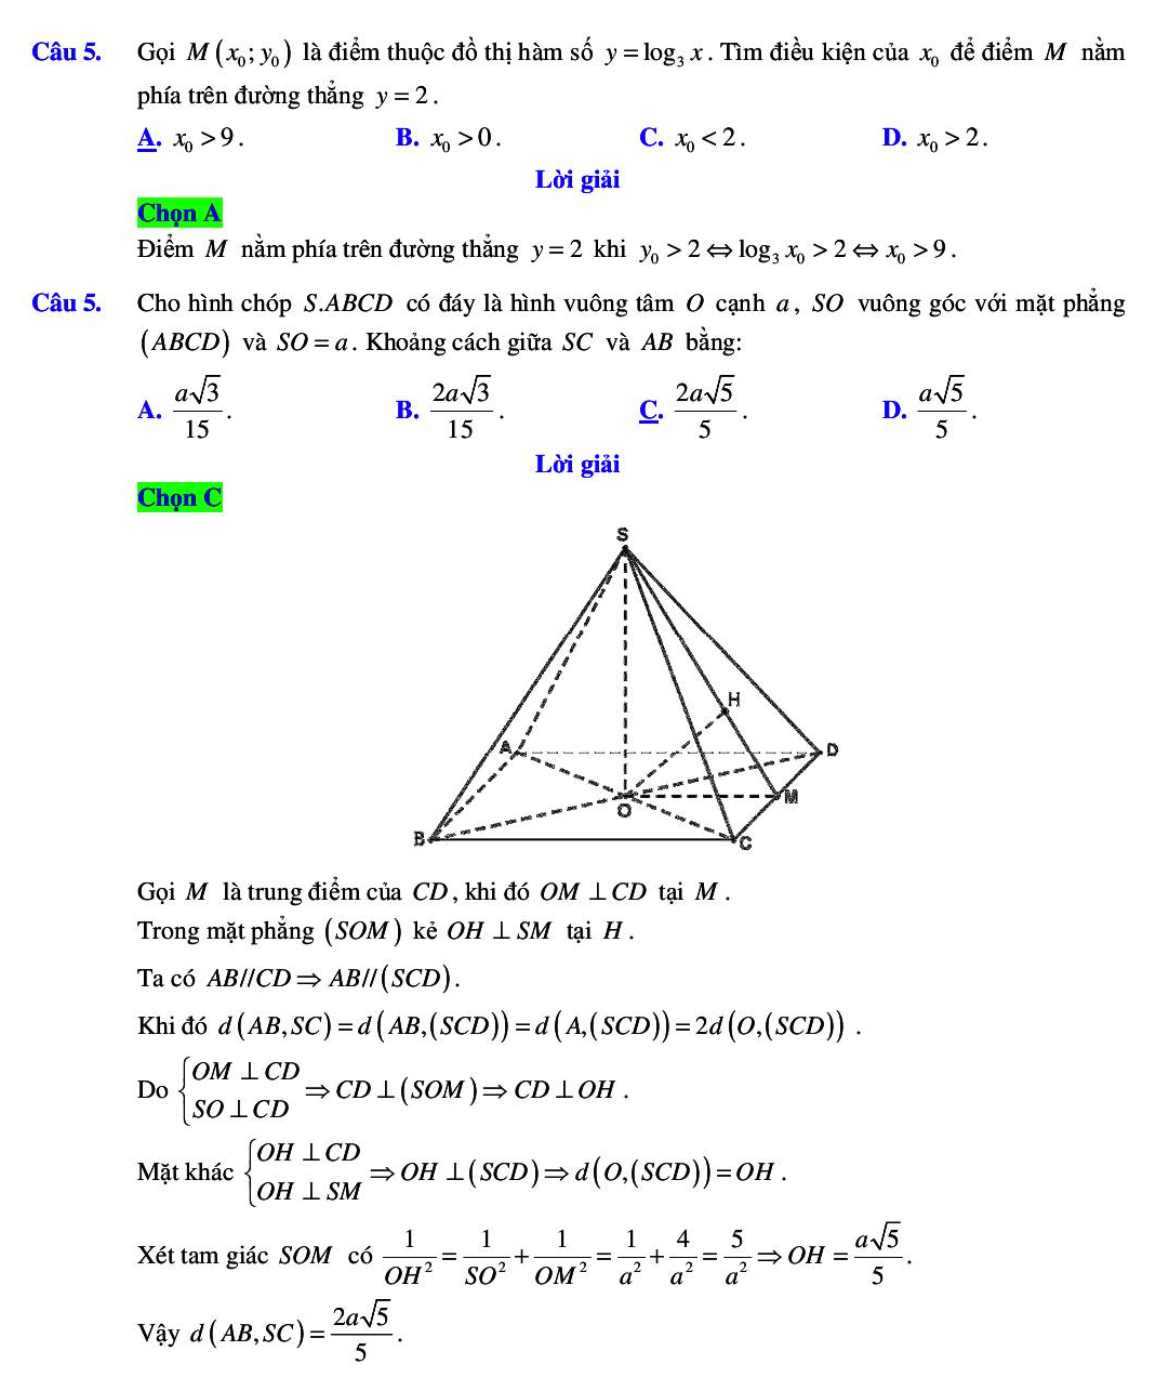 Câu 5. Gọi M(x₀; y₀) là điểm thuộc đồ thị hàm số y = log₃ x. Tìm điều kiện của x₀ để điểm M nằm
phía trên đường thẳng y = 2.
A. x₀ > 9. B. x₀ > 0. C. x₀ < 2. D. x₀ > 2.
Lời giải
Chọn A
Điểm M nằm phía trên đường thẳng y = 2 khi y₀ > 2 ⇔ log₃ x₀ > 2 ⇔ x₀ > 9.
Câu 5. Cho hình chóp S.ABCD có đáy là hình vuông tâm O cạnh a, SO vuông góc với mặt phẳng
(ABCD) và SO = a. Khoảng cách giữa SC và AB bằng:
A. a√3/15. B. 2a√3/15. C. 2a√5/5. D. a√5/5.
Lời giải
Chọn C
S
H
A
D
O
M
B
C
Gọi M là trung điểm của CD, khi đó OM ⊥ CD tại M.
Trong mặt phẳng (SOM) kẻ OH ⊥ SM tại H.
Ta có AB//CD ⇒ AB//(SCD).
Khi đó d(AB,SC) = d(AB,(SCD)) = d(A,(SCD)) = 2d(O,(SCD)).
Do {OM ⊥ CD
SO ⊥ CD ⇒ CD ⊥ (SOM) ⇒ CD ⊥ OH.
Mặt khác {OH ⊥ CD
OH ⊥ SM ⇒ OH ⊥ (SCD) ⇒ d(O,(SCD)) = OH.
Xét tam giác SOM có 1/OH² = 1/SO² + 1/OM² = 1/a² + 4/a² = 5/a² ⇒ OH = a√5/5.
Vậy d(AB,SC) = 2a√5/5.